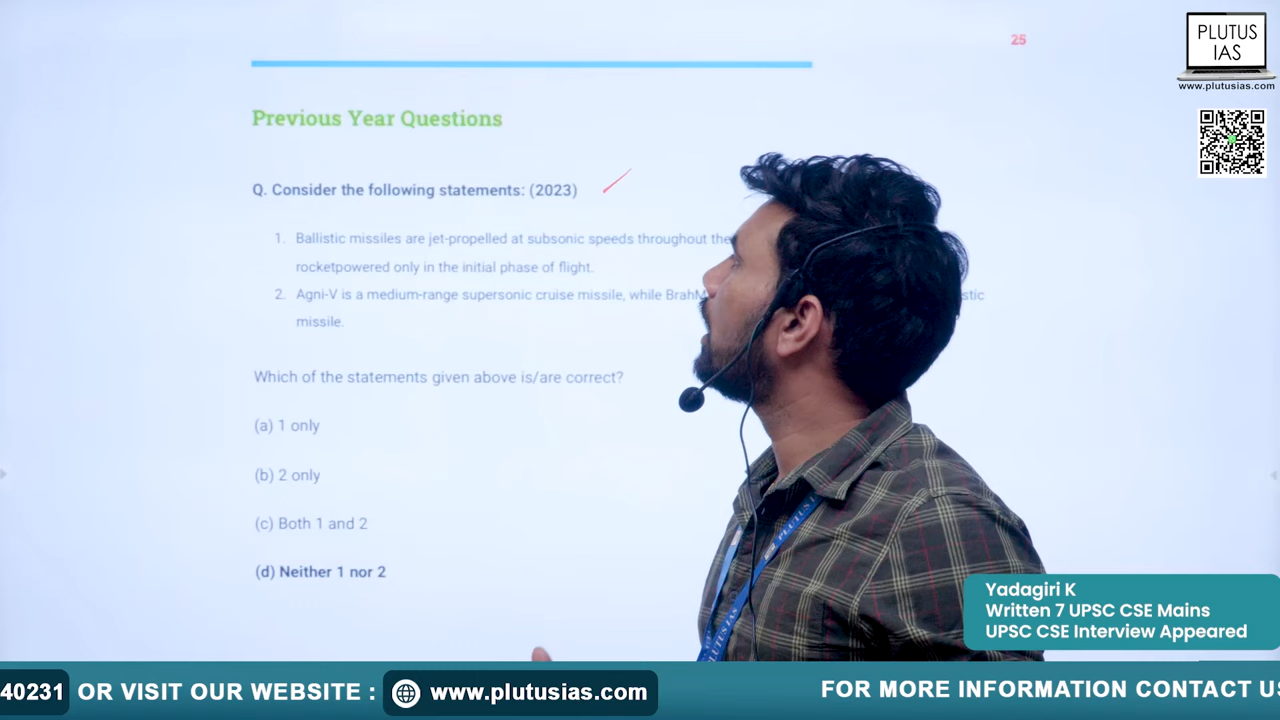 25
PLUTUS
IAS
www.plutusias.com
Previous Year Questions
Q. Consider the following statements: (2023)
1. Ballistic missiles are jet-propelled at subsonic speeds throughout the
rocketpowered only in the initial phase of flight.
2. Agni-V is a medium-range supersonic cruise missile, while BrahM stic
missile.
Which of the statements given above is/are correct?
(a) 1 only
(b) 2 only
(c) Both 1 and 2
(d) Neither 1 nor 2
PLUTUS
PLUTUS IAS
Yadagiri K
Written 7 UPSC CSE Mains
UPSC CSE Interview Appeared
40231 OR VISIT OUR WEBSITE : www.plutusias.com FOR MORE INFORMATION CONTACT US